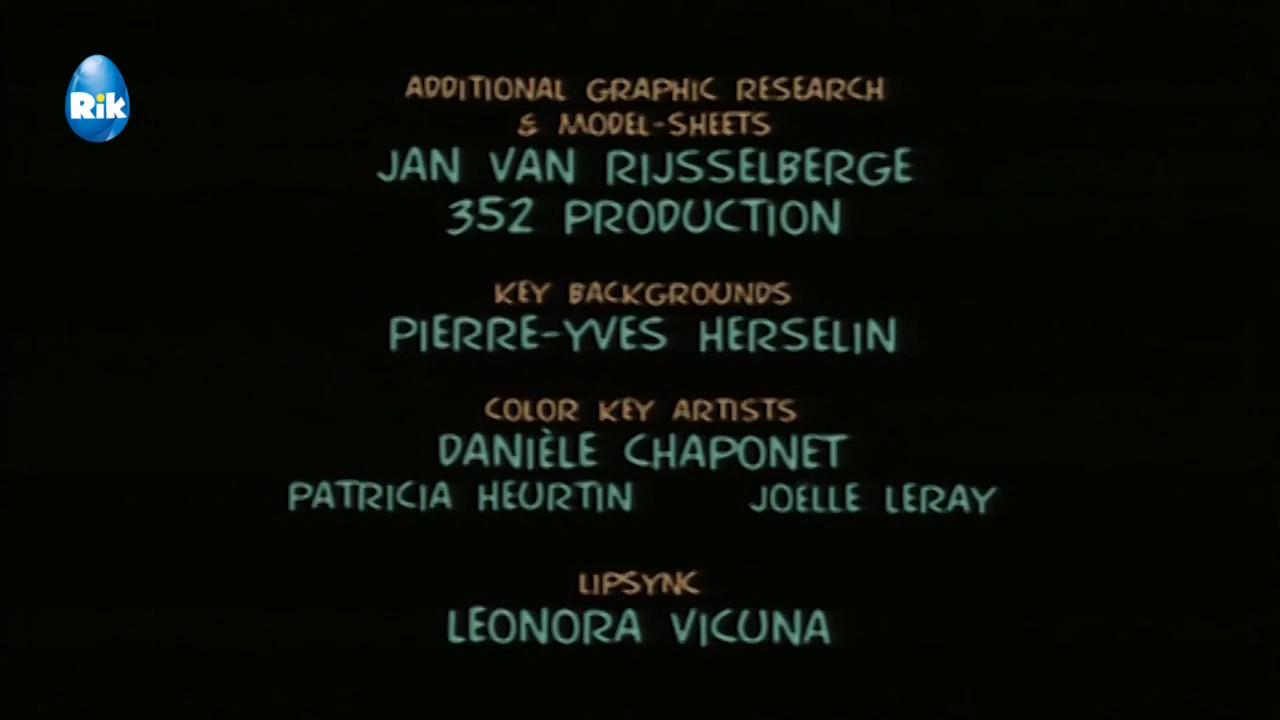 Rik
ADDITIONAL GRAPHIC RESEARCH
& MODEL-SHEETS
JAN VAN RIJSSELBERGE
352 PRODUCTION
KEY BACKGROUNDS
PIERRE-YVES HERSELIN
COLOR KEY ARTISTS
DANIÈLE CHAPONET
PATRICIA HEURTIN JOELLE LERAY
LIPSYNC
LEONORA VICUNA